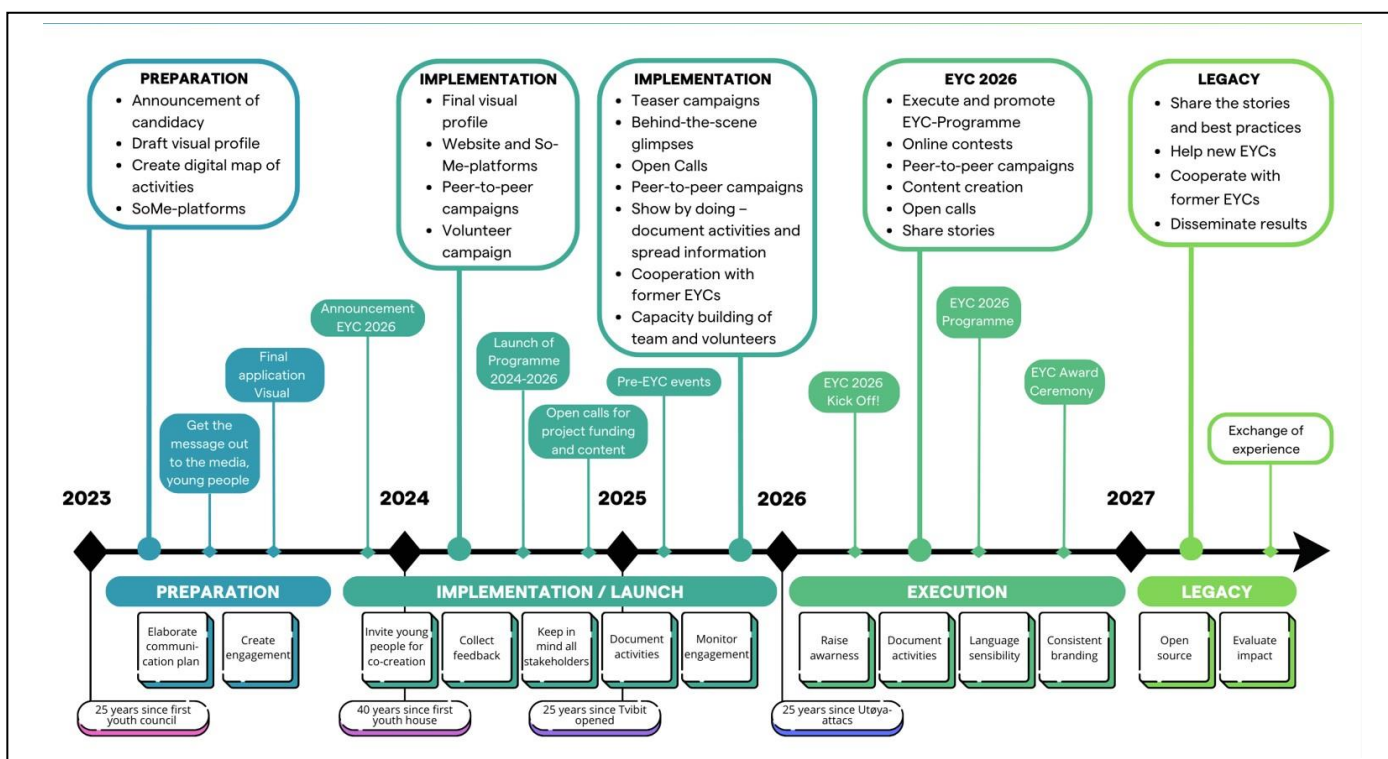 PREPARATION
• Announcement of
candidacy
• Draft visual profile
• Create digital map of
activities
• SoMe-platforms
IMPLEMENTATION
• Final visual
profile
• Website and So-
Me-platforms
• Peer-to-peer
campaigns
• Volunteer
campaign
IMPLEMENTATION
• Teaser campaigns
• Behind-the-scene
glimpses
• Open Calls
• Peer-to-peer campaigns
• Show by doing –
document activities and
spread information
• Cooperation with
former EYCs
• Capacity building of
team and volunteers
EYC 2026
• Execute and promote
EYC-Programme
• Online contests
• Peer-to-peer campaigns
• Content creation
• Open calls
• Share stories
LEGACY
• Share the stories
and best practices
• Help new EYCs
• Cooperate with
former EYCs
• Disseminate results
Get the
message out
to the media,
young people
Final
application
Visual
Announcement
EYC 2026
Launch of
Programme
2024-2026
Open calls for
project funding
and content
Pre-EYC events
EYC 2026
Kick Off!
EYC 2026
Programme
EYC Award
Ceremony
Exchange of
experience
2023
2024
2025
2026
2027
PREPARATION
IMPLEMENTATION / LAUNCH
EXECUTION
LEGACY
Elaborate
communi-
cation plan
Create
engagement
Invite young
people for
co-creation
Collect
feedback
Keep in
mind all
stakeholders
Document
activities
Monitor
engagement
Raise
awarness
Document
activities
Language
sensibility
Consistent
branding
Open
source
Evaluate
impact
25 years since first
youth council
40 years since first
youth house
25 years since Tvibit
opened
25 years since Utøya-
attacs